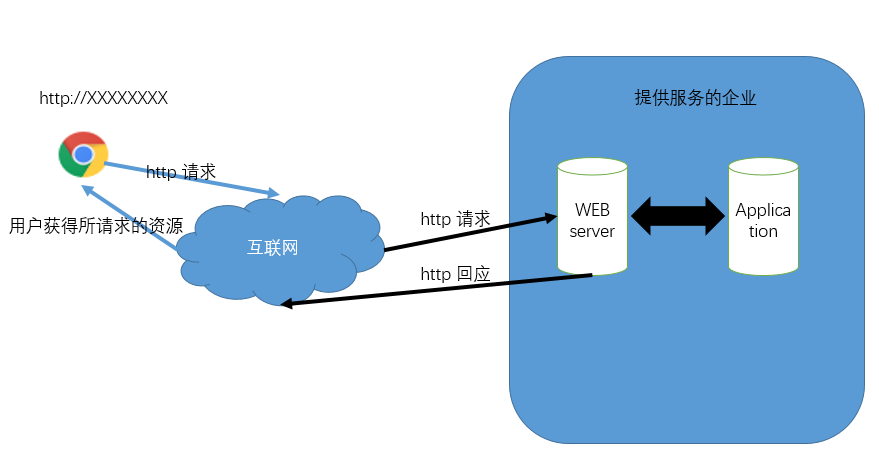 http://XXXXXXXX
提供服务的企业
http 请求
用户获得所请求的资源
互联网
http 请求
http 回应
WEB
server
Applica
tion